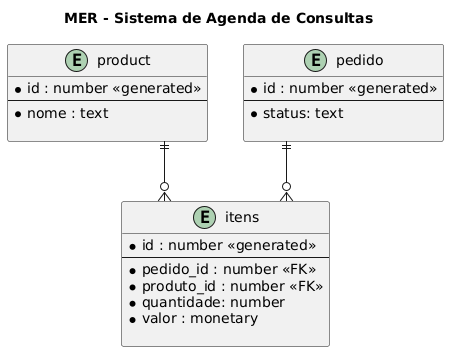 MER - Sistema de Agenda de Consultas
E product
* id : number «generated»
* nome : text
E pedido
* id : number «generated»
* status: text
E itens
* id : number «generated»
* pedido_id : number «FK»
* produto_id : number «FK»
* quantidade: number
* valor : monetary